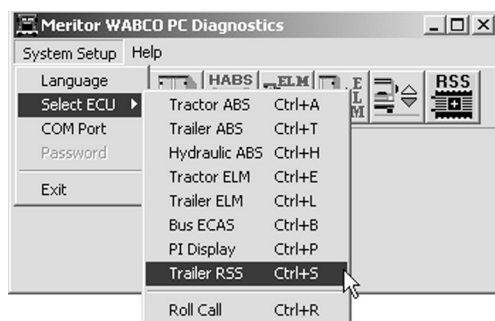 Meritor WABCO PC Diagnostics
System Setup Help
HABS ELM E L M RSS
Language
Select ECU
COM Port
Password
Exit
Tractor ABS Ctrl+A
Trailer ABS Ctrl+T
Hydraulic ABS Ctrl+H
Tractor ELM Ctrl+E
Trailer ELM Ctrl+L
Bus ECAS Ctrl+B
PI Display Ctrl+P
Trailer RSS Ctrl+S
Roll Call Ctrl+R